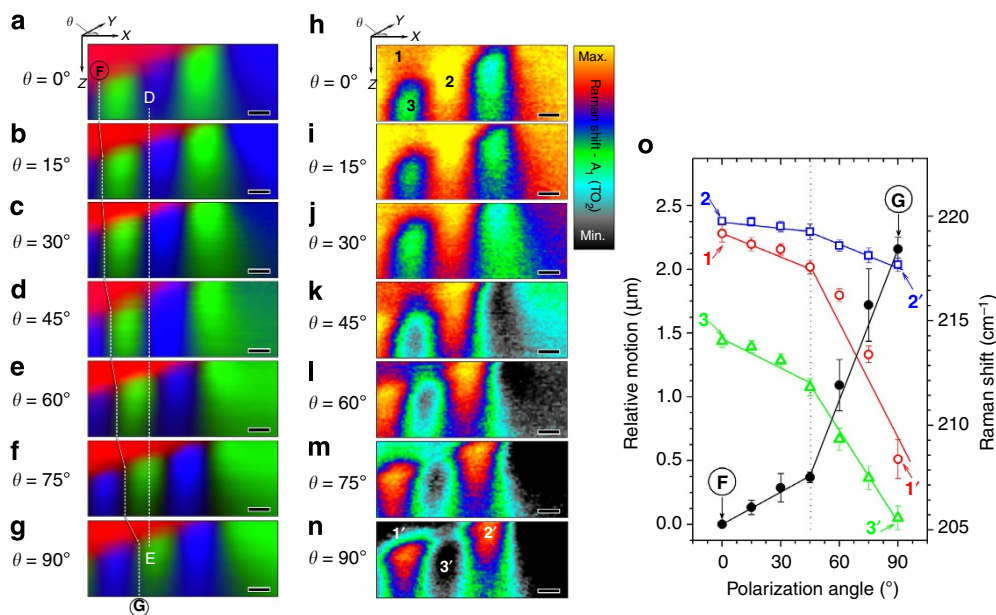 a
θ
Y
X
Z
θ = 0°
F
D
b
θ = 15°
c
θ = 30°
d
θ = 45°
e
θ = 60°
f
θ = 75°
g
θ = 90°
E
G
h
θ
Y
X
Z
θ = 0°
1
2
3
i
θ = 15°
j
θ = 30°
k
θ = 45°
l
θ = 60°
m
θ = 75°
n
θ = 90°
1′
2′
3′
Max.
Raman shift - A1 (TO2)
Min.
o
Relative motion (μm)
2.5
2.0
1.5
1.0
0.5
0.0
2
1
3
F
G
2′
1′
3′
220
215
210
205
Raman shift (cm⁻¹)
0 15 30 45 60 75 90
Polarization angle (°)